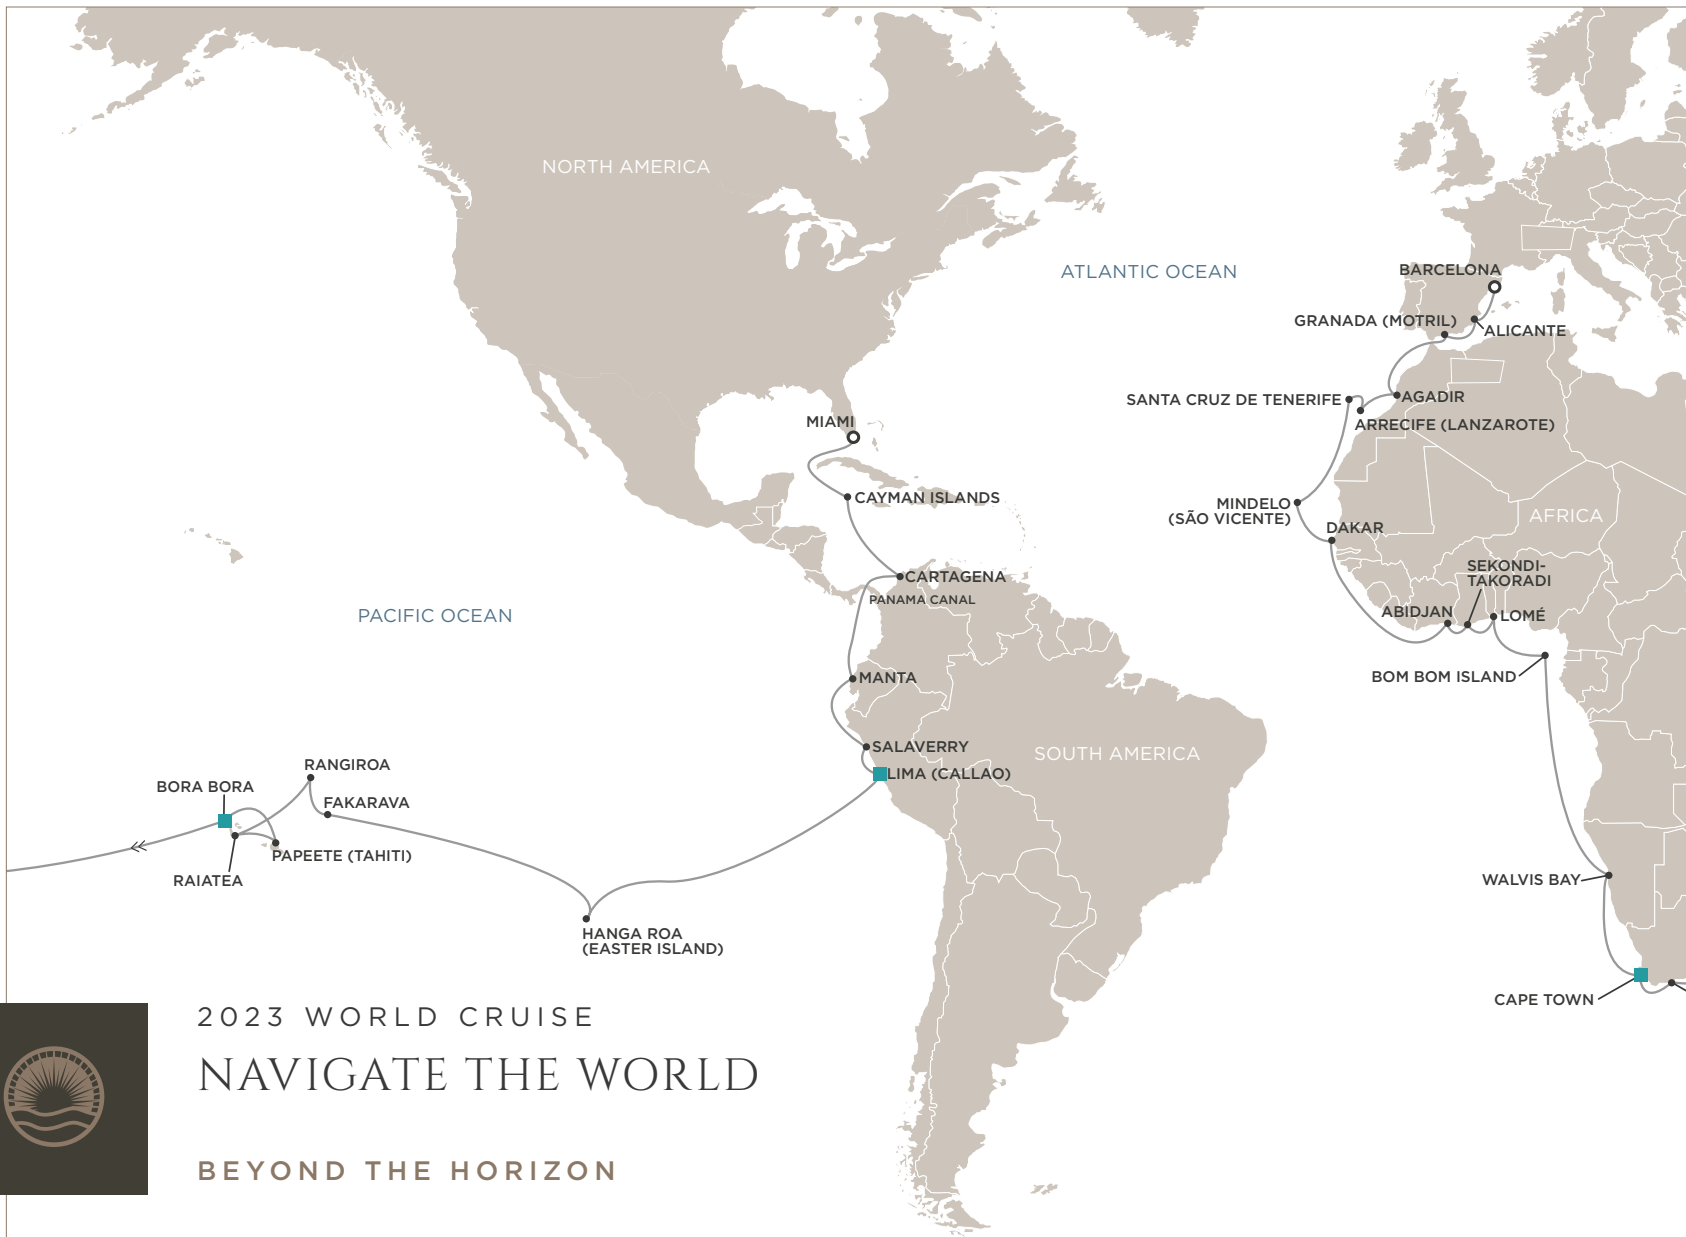 NORTH AMERICA
ATLANTIC OCEAN
BARCELONA
GRANADA (MOTRIL)
ALICANTE
SANTA CRUZ DE TENERIFE
AGADIR
ARRECIFE (LANZAROTE)
MIAMI
CAYMAN ISLANDS
MINDELO
(SÃO VICENTE)
AFRICA
DAKAR
SEKONDI-
TAKORADI
CARTAGENA
PANAMA CANAL
PACIFIC OCEAN
ABIDJAN
LOMÉ
MANTA
BOM BOM ISLAND
SALAVERRY
SOUTH AMERICA
LIMA (CALLAO)
RANGIROA
BORA BORA
FAKARAVA
PAPEETE (TAHITI)
RAIATEA
WALVIS BAY
HANGA ROA
(EASTER ISLAND)
CAPE TOWN
2023 WORLD CRUISE
NAVIGATE THE WORLD
BEYOND THE HORIZON